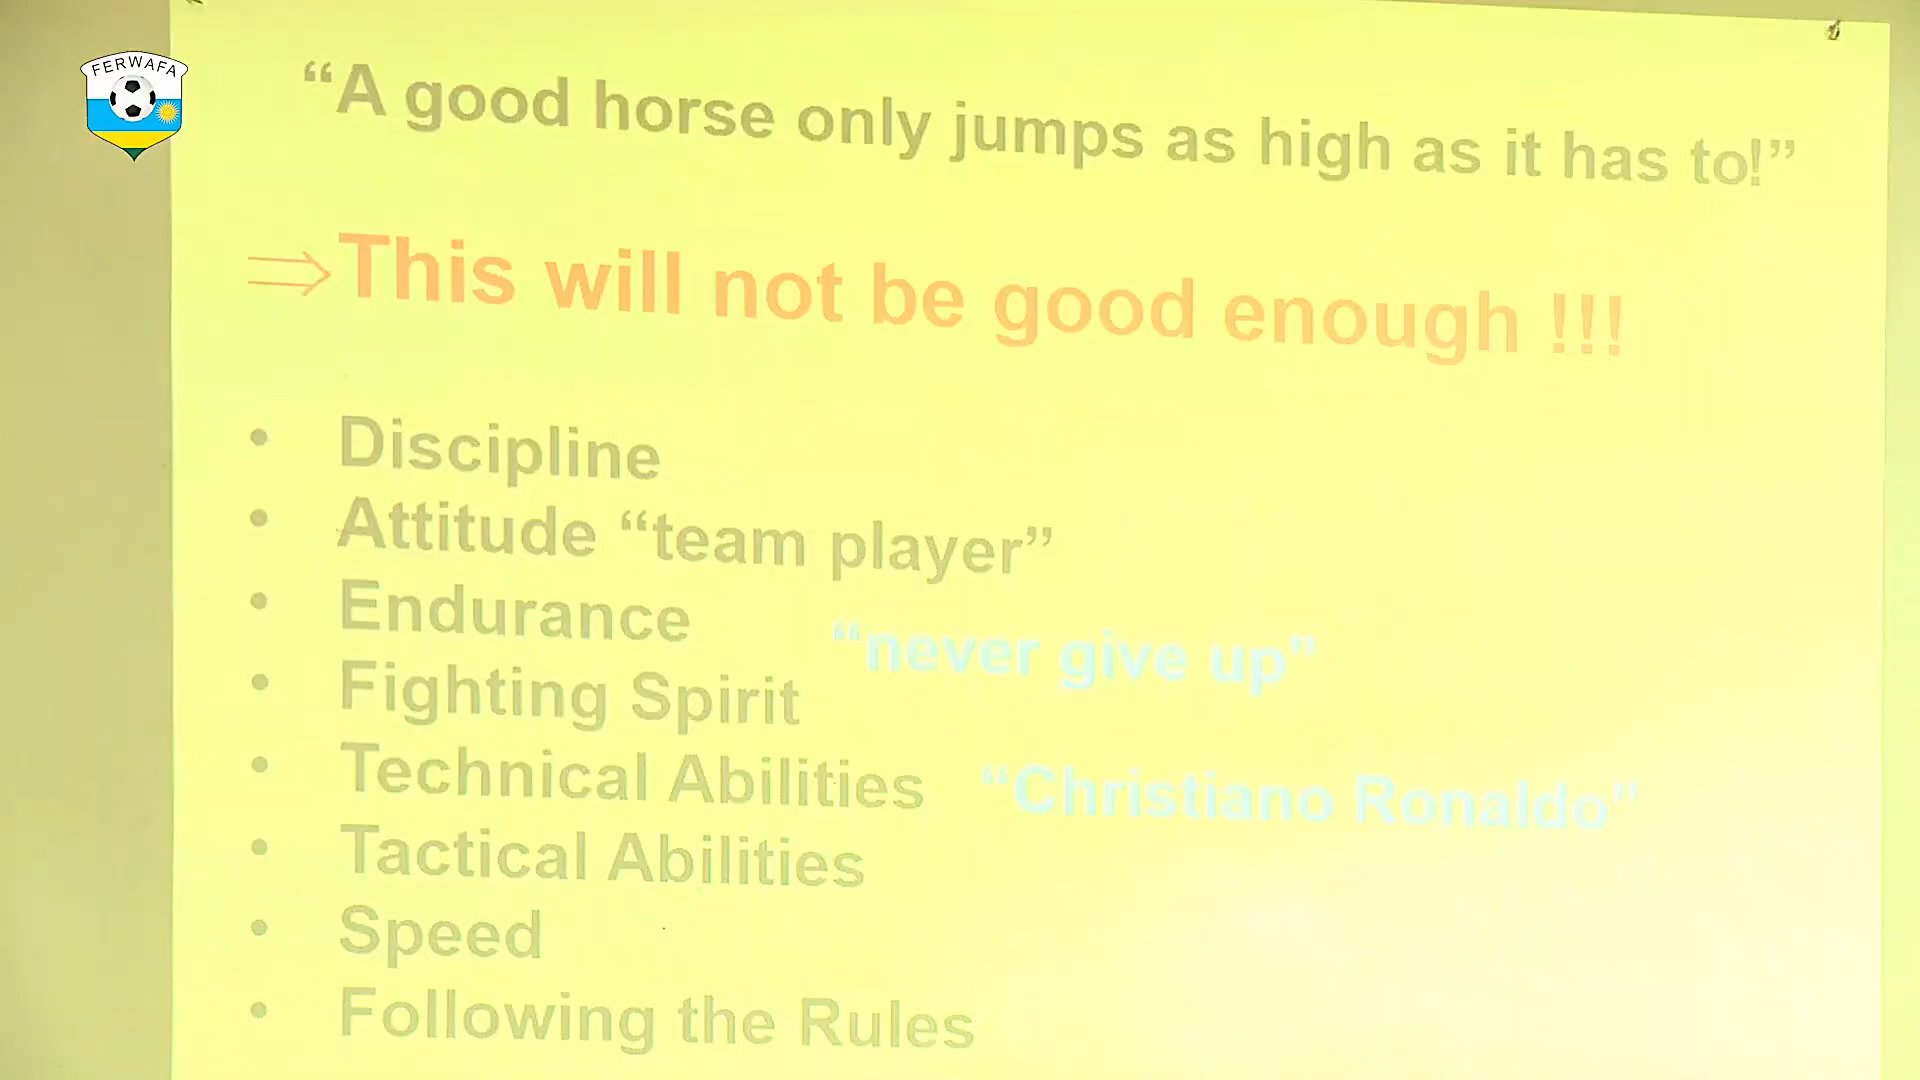 FERWAFA
“A good horse only jumps as high as it has to!”
⇒This will not be good enough !!!
• Discipline
• Attitude “team player”
• Endurance
“never give up”
• Fighting Spirit
• Technical Abilities “Christiano Ronaldo”
• Tactical Abilities
• Speed
• Following the Rules